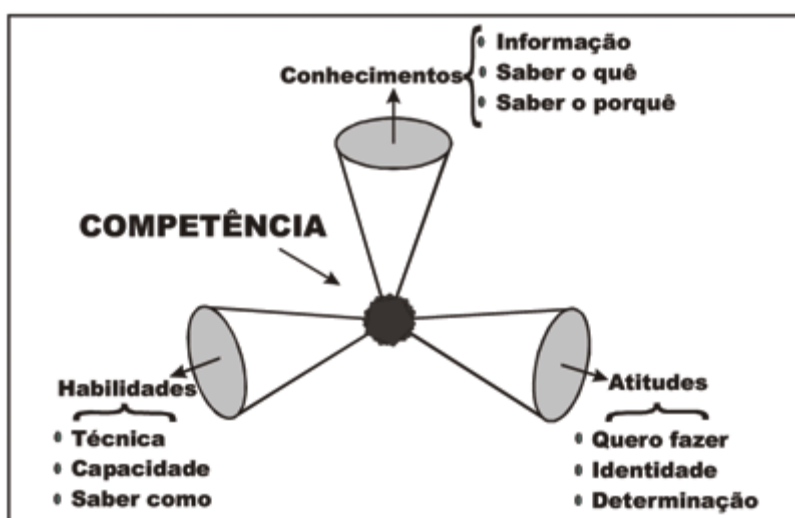 Conhecimentos
Informação
Saber o quê
Saber o porquê
COMPETÊNCIA
Habilidades
Técnica
Capacidade
Saber como
Atitudes
Quero fazer
Identidade
Determinação